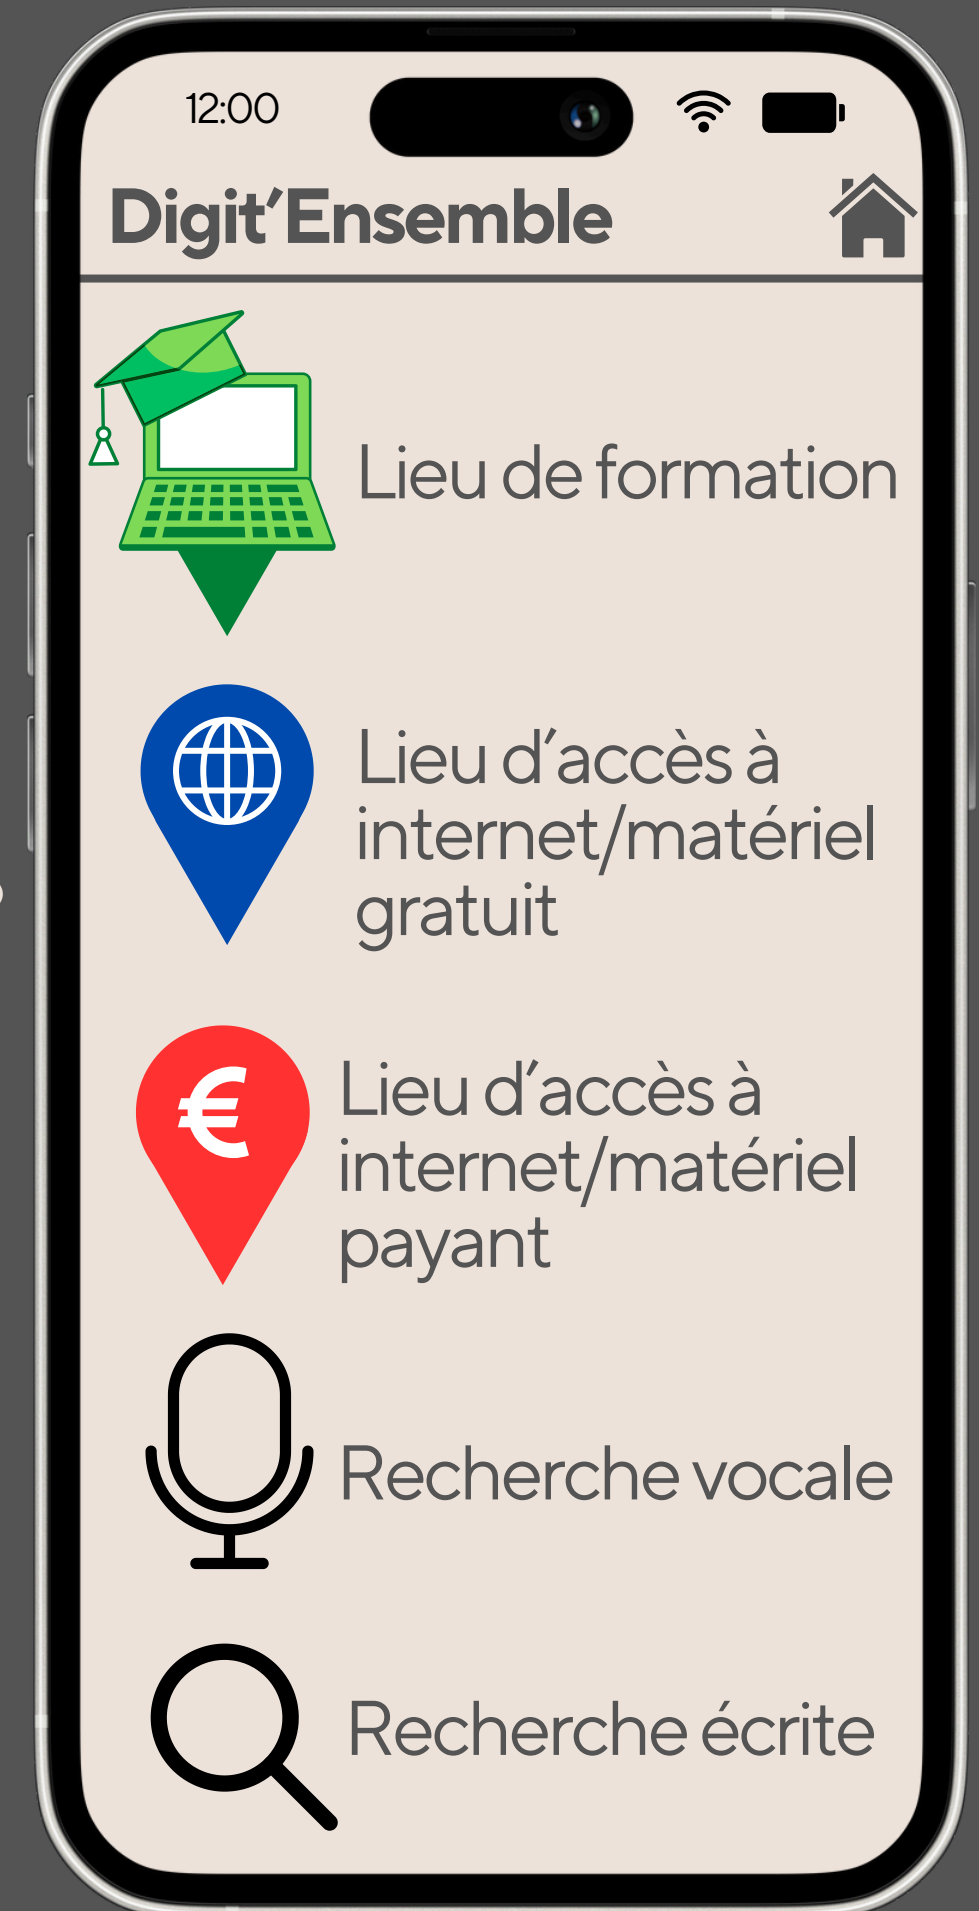 12:00
Digit'Ensemble
Lieu de formation
Lieu d'accès à
internet/matériel
gratuit
€
Lieu d'accès à
internet/matériel
payant
Recherche vocale
Recherche écrite